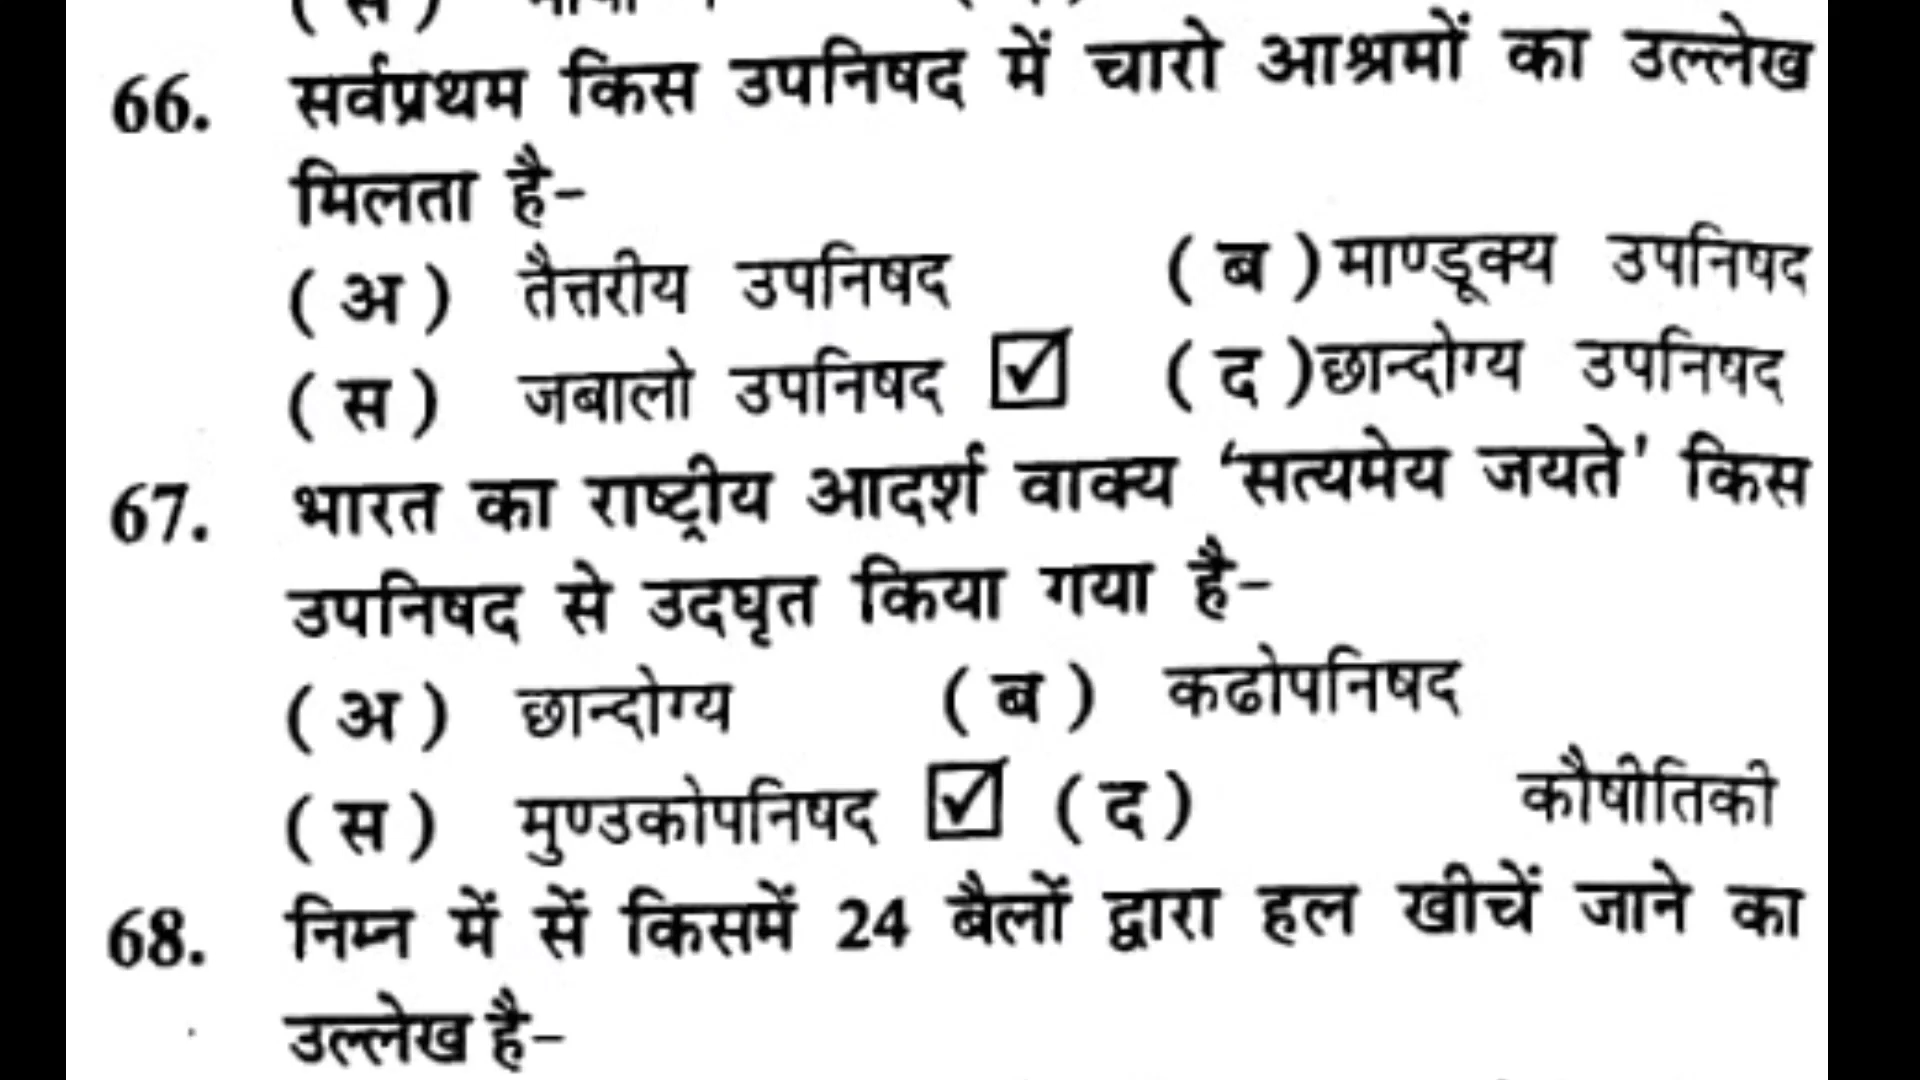 66. सर्वप्रथम किस उपनिषद में चारो आश्रमों का उल्लेख
मिलता है-
( अ ) तैत्तरीय उपनिषद ( ब ) माण्डूक्य उपनिषद
( स ) जबालो उपनिषद ☑ ( द ) छान्दोग्य उपनिषद
67. भारत का राष्ट्रीय आदर्श वाक्य ‘सत्यमेय जयते' किस
उपनिषद से उदघृत किया गया है-
( अ ) छान्दोग्य ( ब ) कढोपनिषद
( स ) मुण्उकोपनिषद ☑ ( द ) कौषीतिकी
68. निम्न में सें किसमें 24 बैलों द्वारा हल खीचें जाने का
उल्लेख है-